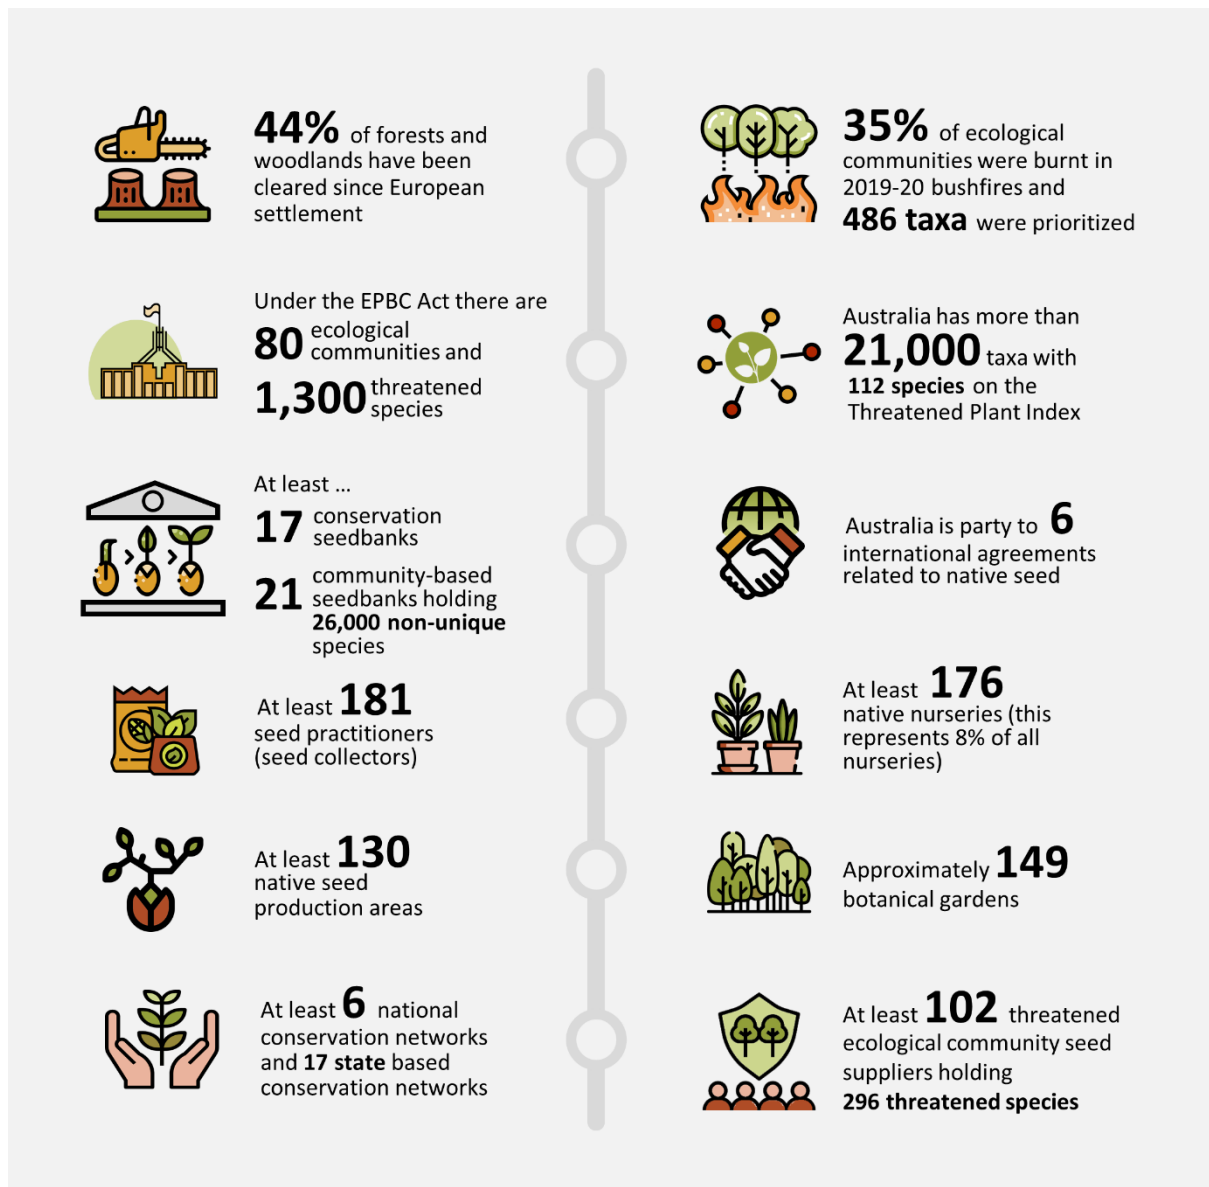 44% of forests and
woodlands have been
cleared since European
settlement
35% of ecological
communities were burnt in
2019-20 bushfires and
486 taxa were prioritized
Under the EPBC Act there are
80 ecological
communities and
1,300 threatened
species
Australia has more than
21,000 taxa with
112 species on the
Threatened Plant Index
At least ...
17 conservation
seedbanks
21 community-based
seedbanks holding
26,000 non-unique
species
Australia is party to 6
international agreements
related to native seed
At least 181
seed practitioners
(seed collectors)
At least 176
native nurseries (this
represents 8% of all
nurseries)
At least 130
native seed
production areas
Approximately 149
botanical gardens
At least 6 national
conservation networks
and 17 state based
conservation networks
At least 102 threatened
ecological community seed
suppliers holding
296 threatened species